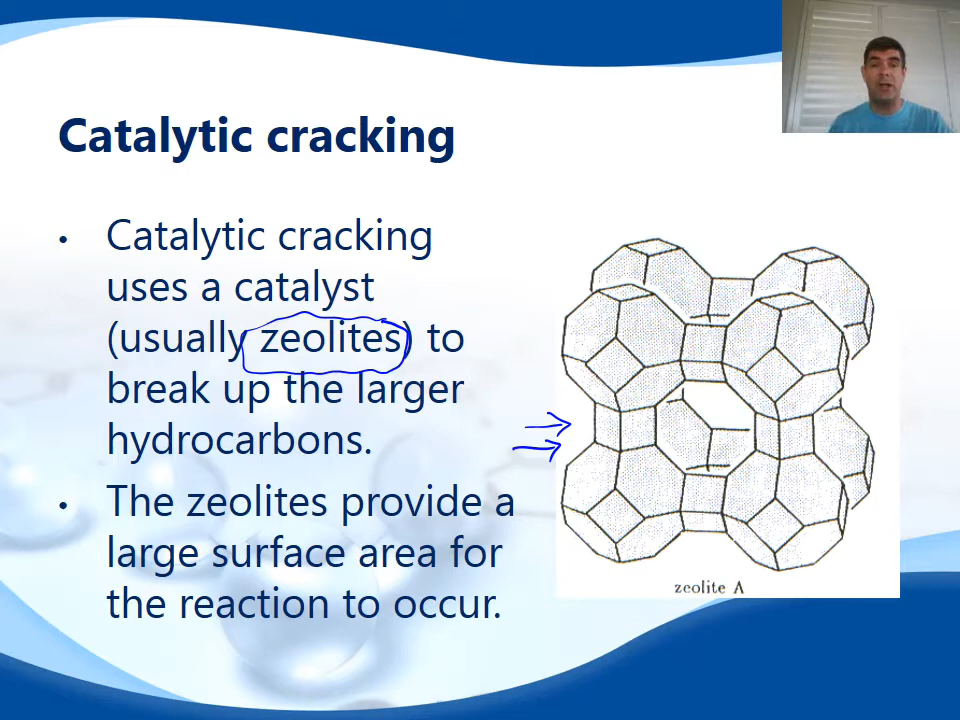 Catalytic cracking
• Catalytic cracking
uses a catalyst
(usually zeolites) to
break up the larger
hydrocarbons.
• The zeolites provide a
large surface area for
the reaction to occur.
zeolite A